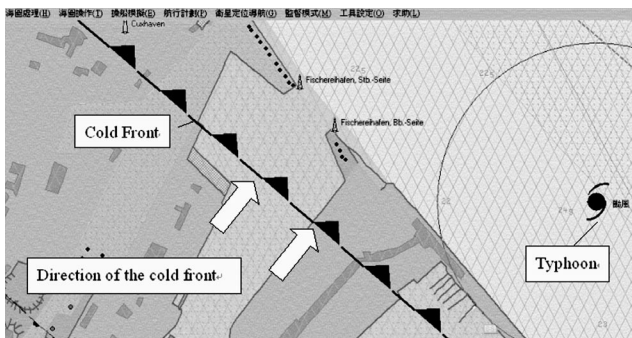 海圖處理(H) 海圖操作(I) 換船模擬(E) 航行計劃(P) 衛星定位導航(G) 監督模式(M) 工具設定(O) 求助(L)
Cuxhaven
Fischereihafen, Stb.-Seite
Cold Front
Fischereihafen, Bb.-Seite
颱風
Direction of the cold front
Typhoon